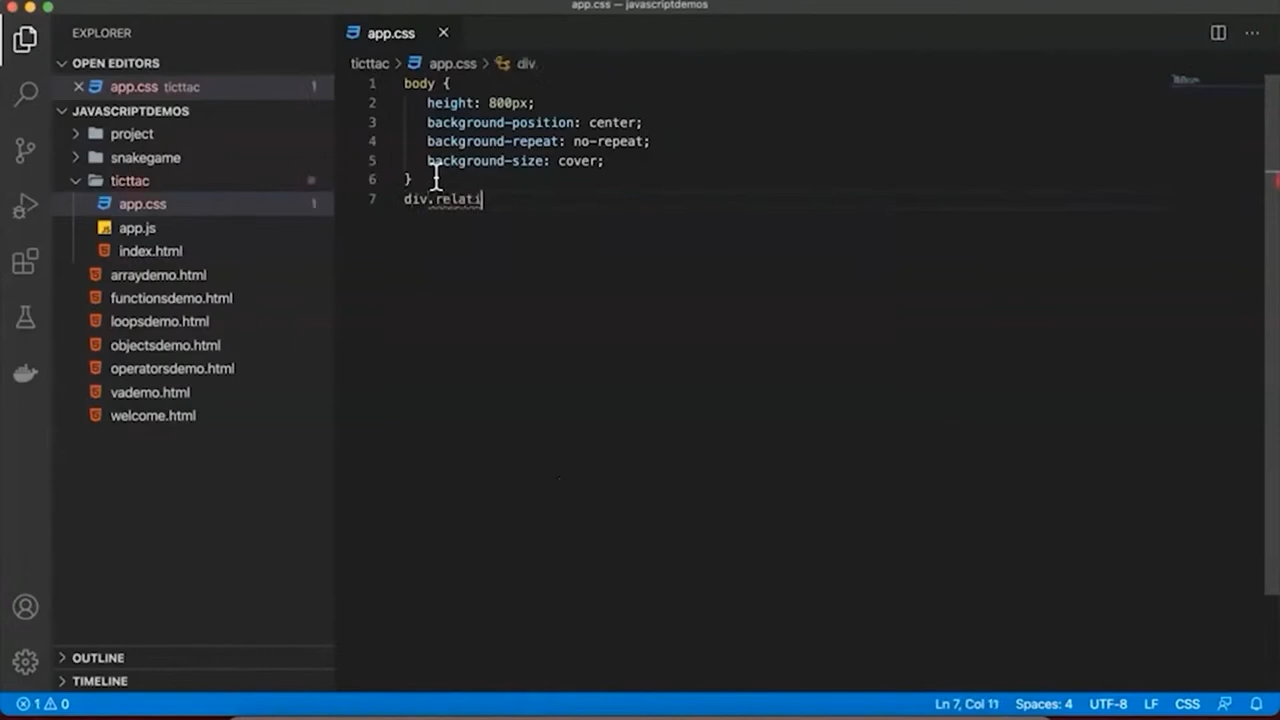 app.css — javascriptdemos
EXPLORER
OPEN EDITORS
app.css ticttac 1
JAVASCRIPTDEMOS
project
snakegame
ticttac
app.css 1
app.js
index.html
arraydemo.html
functionsdemo.html
loopsdemo.html
objectsdemo.html
operatorsdemo.html
vademo.html
welcome.html
OUTLINE
TIMELINE
app.css
ticttac > app.css > div
1 body {
2 height: 800px;
3 background-position: center;
4 background-repeat: no-repeat;
5 background-size: cover;
6 }
7 div.relati
1 0
Ln 7, Col 11 Spaces: 4 UTF-8 LF CSS